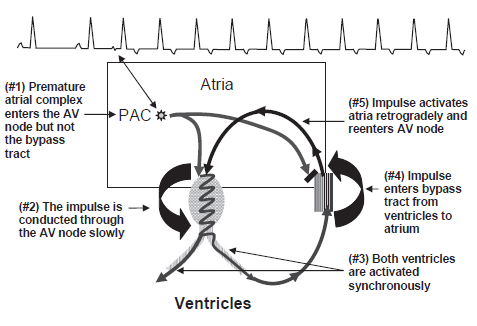 Atria
(#1) Premature
atrial complex
enters the AV
node but not
the bypass
tract
PAC
(#5) Impulse activates
atria retrogradely and
reenters AV node
(#4) Impulse
enters bypass
tract from
ventricles to
atrium
(#2) The impulse is
conducted through
the AV node slowly
(#3) Both ventricles
are activated
synchronously
Ventricles